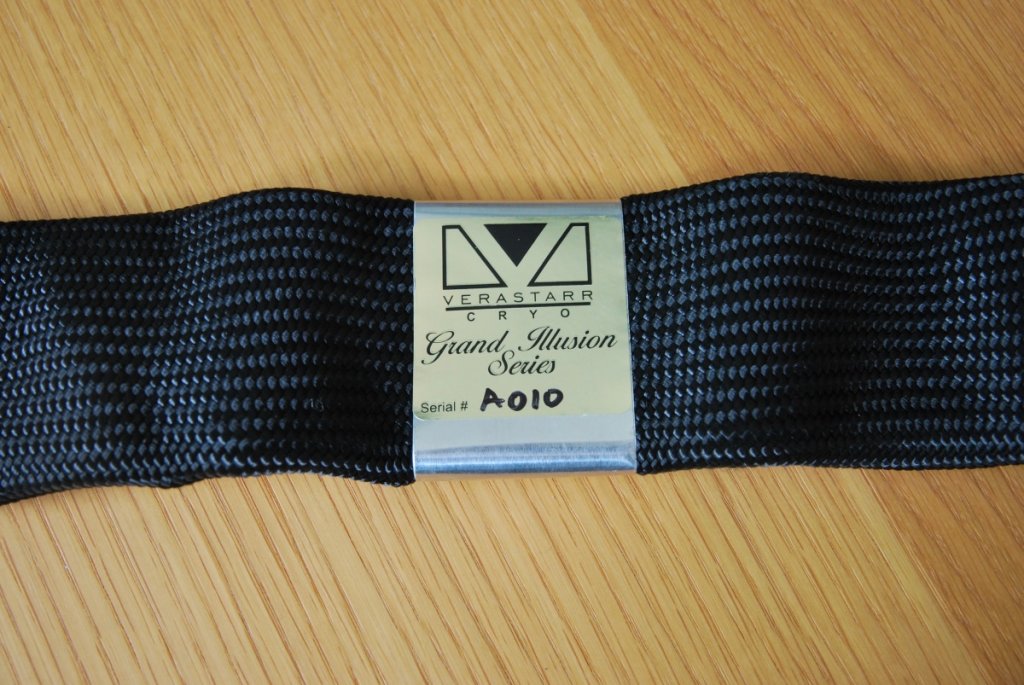 VERASTARR
CRYO
Grand Illusion
Series
Serial # A010